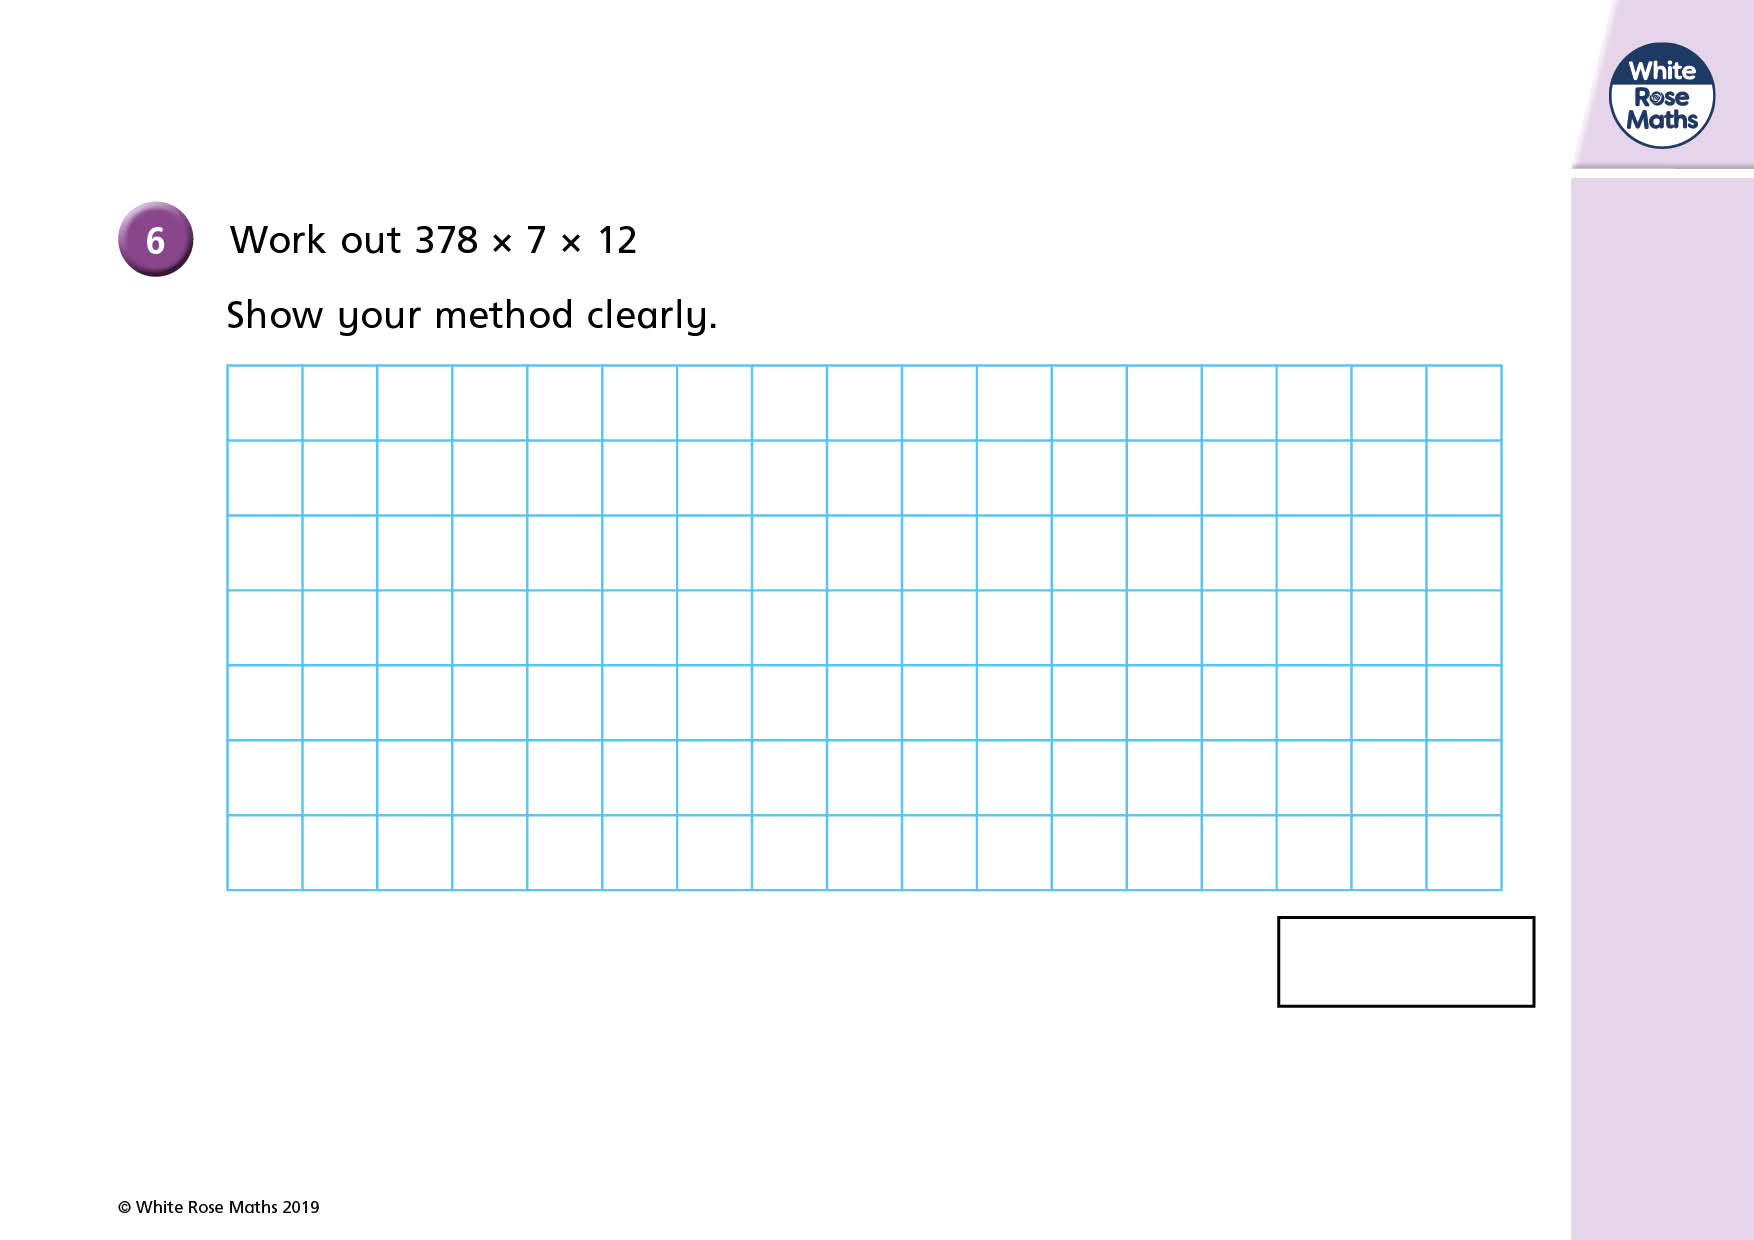 White
Rose
Maths
6 Work out 378 × 7 × 12
Show your method clearly.
© White Rose Maths 2019